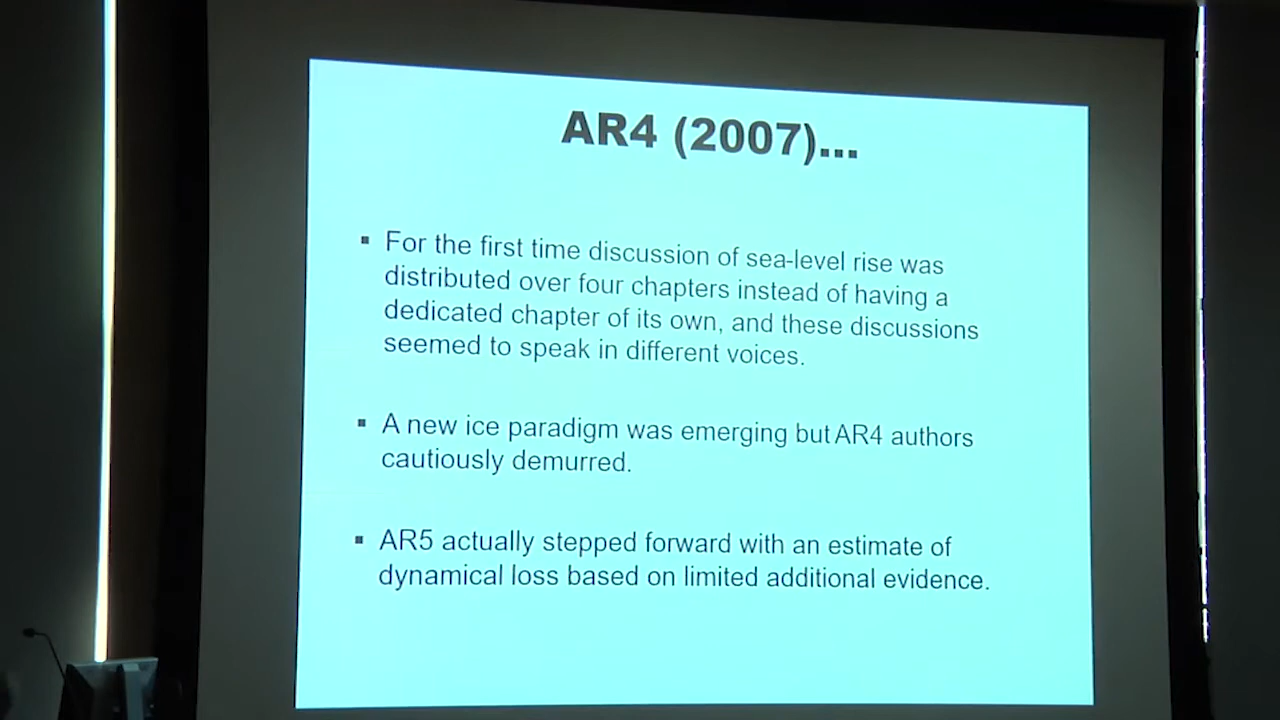 AR4 (2007)...
▪ For the first time discussion of sea-level rise was
distributed over four chapters instead of having a
dedicated chapter of its own, and these discussions
seemed to speak in different voices.
▪ A new ice paradigm was emerging but AR4 authors
cautiously demurred.
▪ AR5 actually stepped forward with an estimate of
dynamical loss based on limited additional evidence.